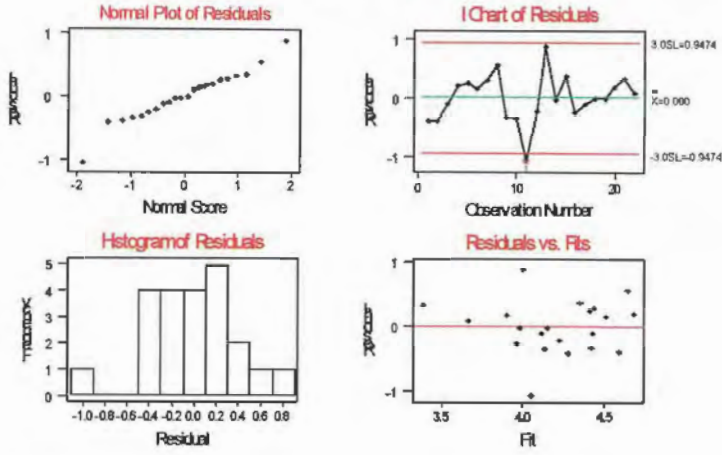 Normal Plot of Residuals
1
0
-1
-2
-1
0
1
2
Normal Score
I Chart of Residuals
1
0
-1
3.0SL=0.9474
X=0.000
-3.0SL=-0.9474
0
10
20
Observation Number
Histogram of Residuals
5
4
3
2
1
0
-1.0 -0.8 -0.6 -0.4 -0.2 0.0 0.2 0.4 0.6 0.8
Residual
Residuals vs. Fits
1
0
-1
3.5
4.0
4.5
Fit